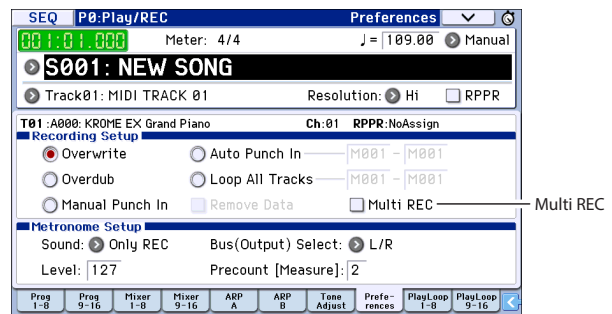 SEQ P0:Play/REC Preferences
001:01.000 Meter: 4/4 ♩= 109.00 Manual
S001: NEW SONG
Track01: MIDI TRACK 01 Resolution: Hi RPPR
T01 :A000: KROME EX Grand Piano Ch:01 RPPR:NoAssign
Recording Setup
Overwrite Auto Punch In M001 - M001
Overdub Loop All Tracks M001 - M001
Manual Punch In Remove Data Multi REC Multi REC
Metronome Setup
Sound: Only REC Bus(Output) Select: L/R
Level: 127 Precount [Measure]: 2
Prog 1-8 Prog 9-16 Mixer 1-8 Mixer 9-16 ARP A ARP B Tone Adjust Prefe-rences PlayLoop 1-8 PlayLoop 9-16